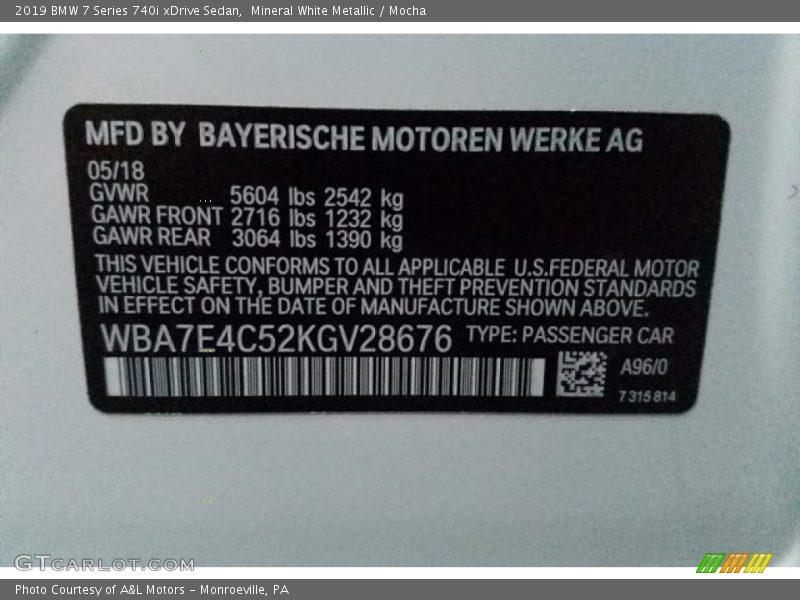 2019 BMW 7 Series 740i xDrive Sedan,  Mineral White Metallic / Mocha
MFD BY BAYERISCHE MOTOREN WERKE AG
05/18
GVWR 5604 lbs 2542 kg
GAWR FRONT 2716 lbs 1232 kg
GAWR REAR 3064 lbs 1390 kg
THIS VEHICLE CONFORMS TO ALL APPLICABLE U.S.FEDERAL MOTOR
VEHICLE SAFETY, BUMPER AND THEFT PREVENTION STANDARDS
IN EFFECT ON THE DATE OF MANUFACTURE SHOWN ABOVE.
WBA7E4C52KGV28676 TYPE: PASSENGER CAR
A96/0
7 315 814
GTCARLOT.COM
Photo Courtesy of A&L Motors – Monroeville, PA